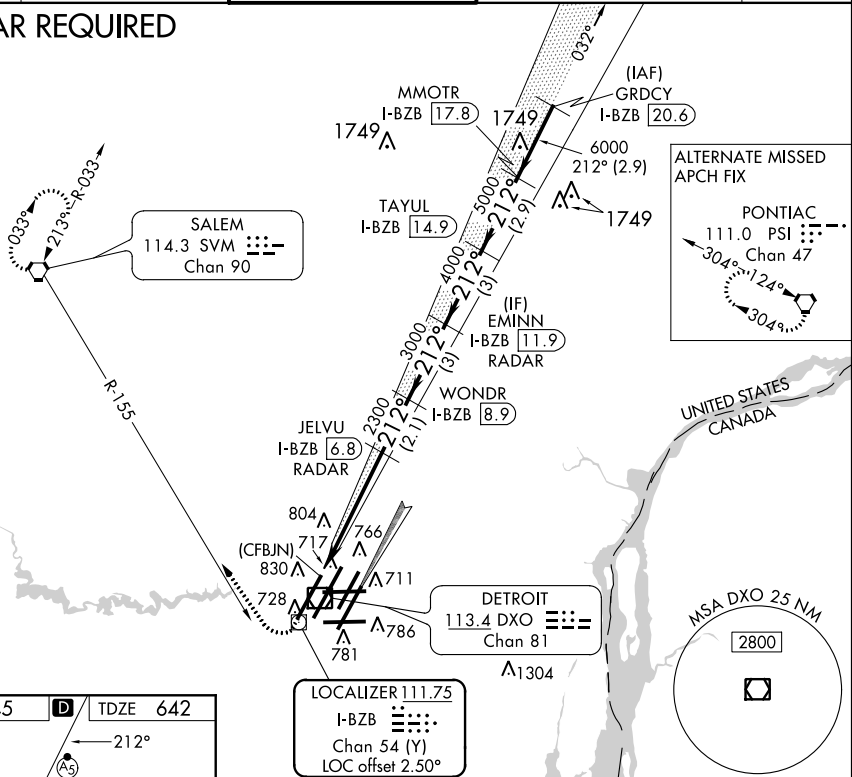 AR REQUIRED
032°
(IAF)
GRDCY
I-BZB 20.6
MMOTR
I-BZB 17.8
1749
1749
6000
212° (2.9)
1749
ALTERNATE MISSED
APCH FIX
PONTIAC
111.0 PSI
Chan 47
304°
124°
304°
R-033
033°
213°
SALEM
114.3 SVM
Chan 90
TAYUL
I-BZB 14.9
5000
212°
(2.9)
4000
212°
(3)
(IF)
EMINN
I-BZB 11.9
RADAR
3000
212°
(3)
WONDR
I-BZB 8.9
2300
212°
(2.1)
JELVU
I-BZB 6.8
RADAR
R-155
UNITED STATES
CANADA
804
717
766
(CFBJN)
830
711
728
786
781
DETROIT
113.4 DXO
Chan 81
1304
MSA DXO 25 NM
2800
LOCALIZER 111.75
I-BZB
Chan 54 (Y)
LOC offset 2.50°
5
D
TDZE 642
212°
A5